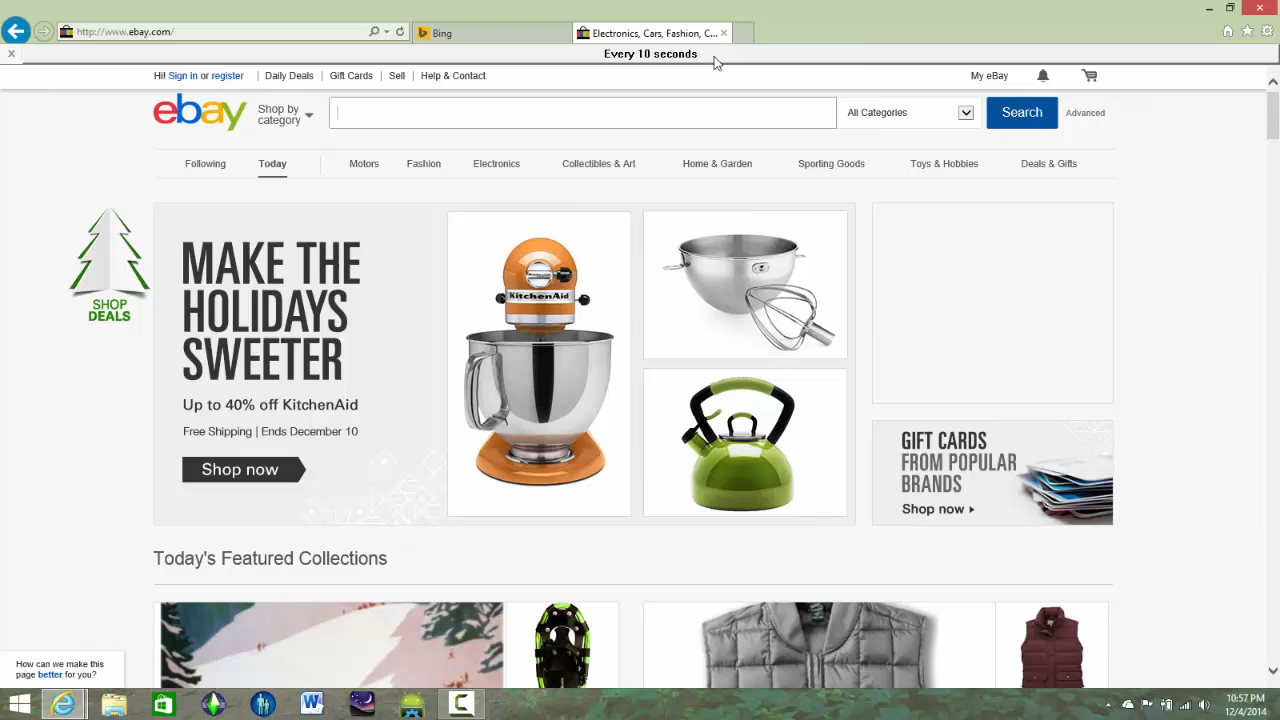 http://www.ebay.com/
Bing
Electronics, Cars, Fashion, C...
Every 10 seconds
Hi! Sign in or register
Daily Deals
Gift Cards
Sell
Help & Contact
My eBay
ebay
Shop by
category
All Categories
Search
Advanced
Following
Today
Motors
Fashion
Electronics
Collectibles & Art
Home & Garden
Sporting Goods
Toys & Hobbies
Deals & Gifts
SHOP
DEALS
MAKE THE
HOLIDAYS
SWEETER
Up to 40% off KitchenAid
Free Shipping | Ends December 10
Shop now
KitchenAid
GIFT CARDS
FROM POPULAR
BRANDS
Shop now
Today's Featured Collections
How can we make this
page better for you?
10:57 PM
12/4/2014